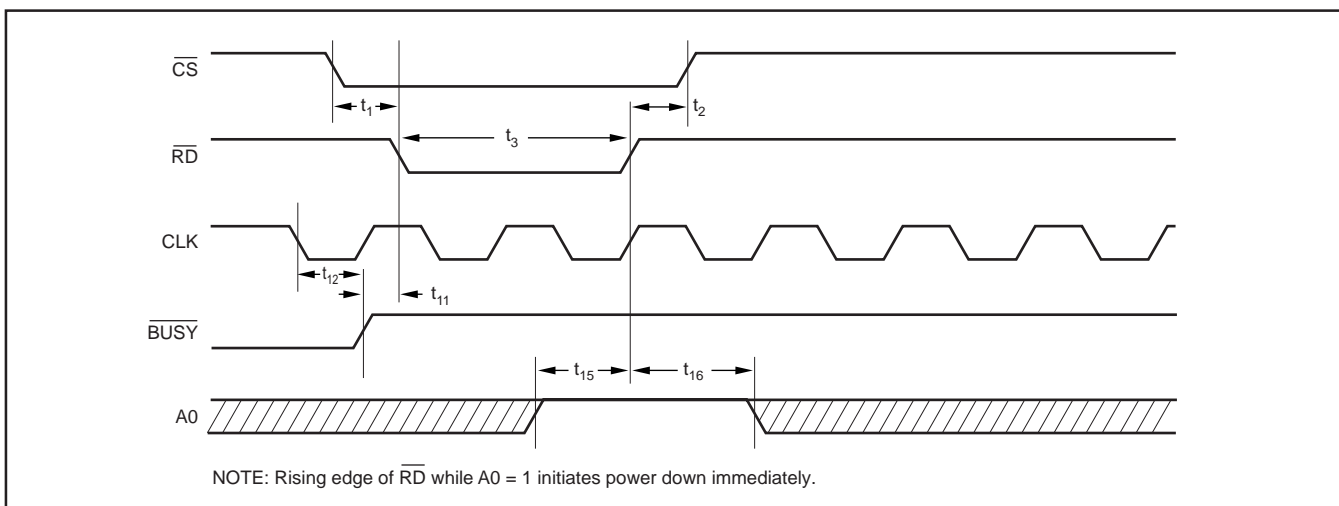 CS
t1
t2
RD
t3
CLK
t12
t11
BUSY
t15
t16
A0
NOTE: Rising edge of RD while A0 = 1 initiates power down immediately.